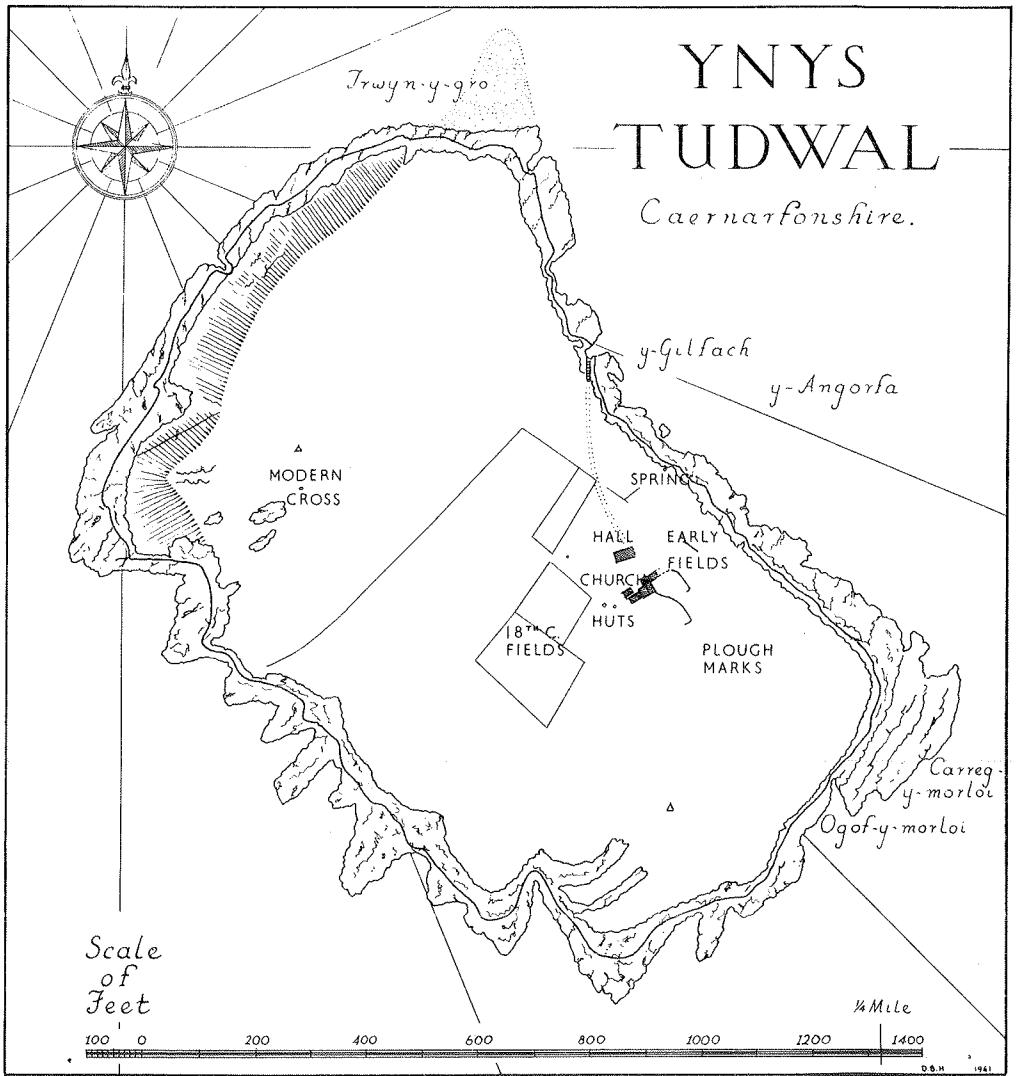 YNYS
TUDWAL
Caernarfonshire.
Trwyn-y-gro
y-Gilfach
y-Angorfa
MODERN
CROSS
SPRING
HALL
EARLY
FIELDS
CHURCH
HUTS
18TH C.
FIELDS
PLOUGH
MARKS
Carreg-
y-morloi
Ogof-y-morloi
Scale
of
Feet
¼ Mile
100 0 200 400 600 800 1000 1200 1400
D.B.H 1961